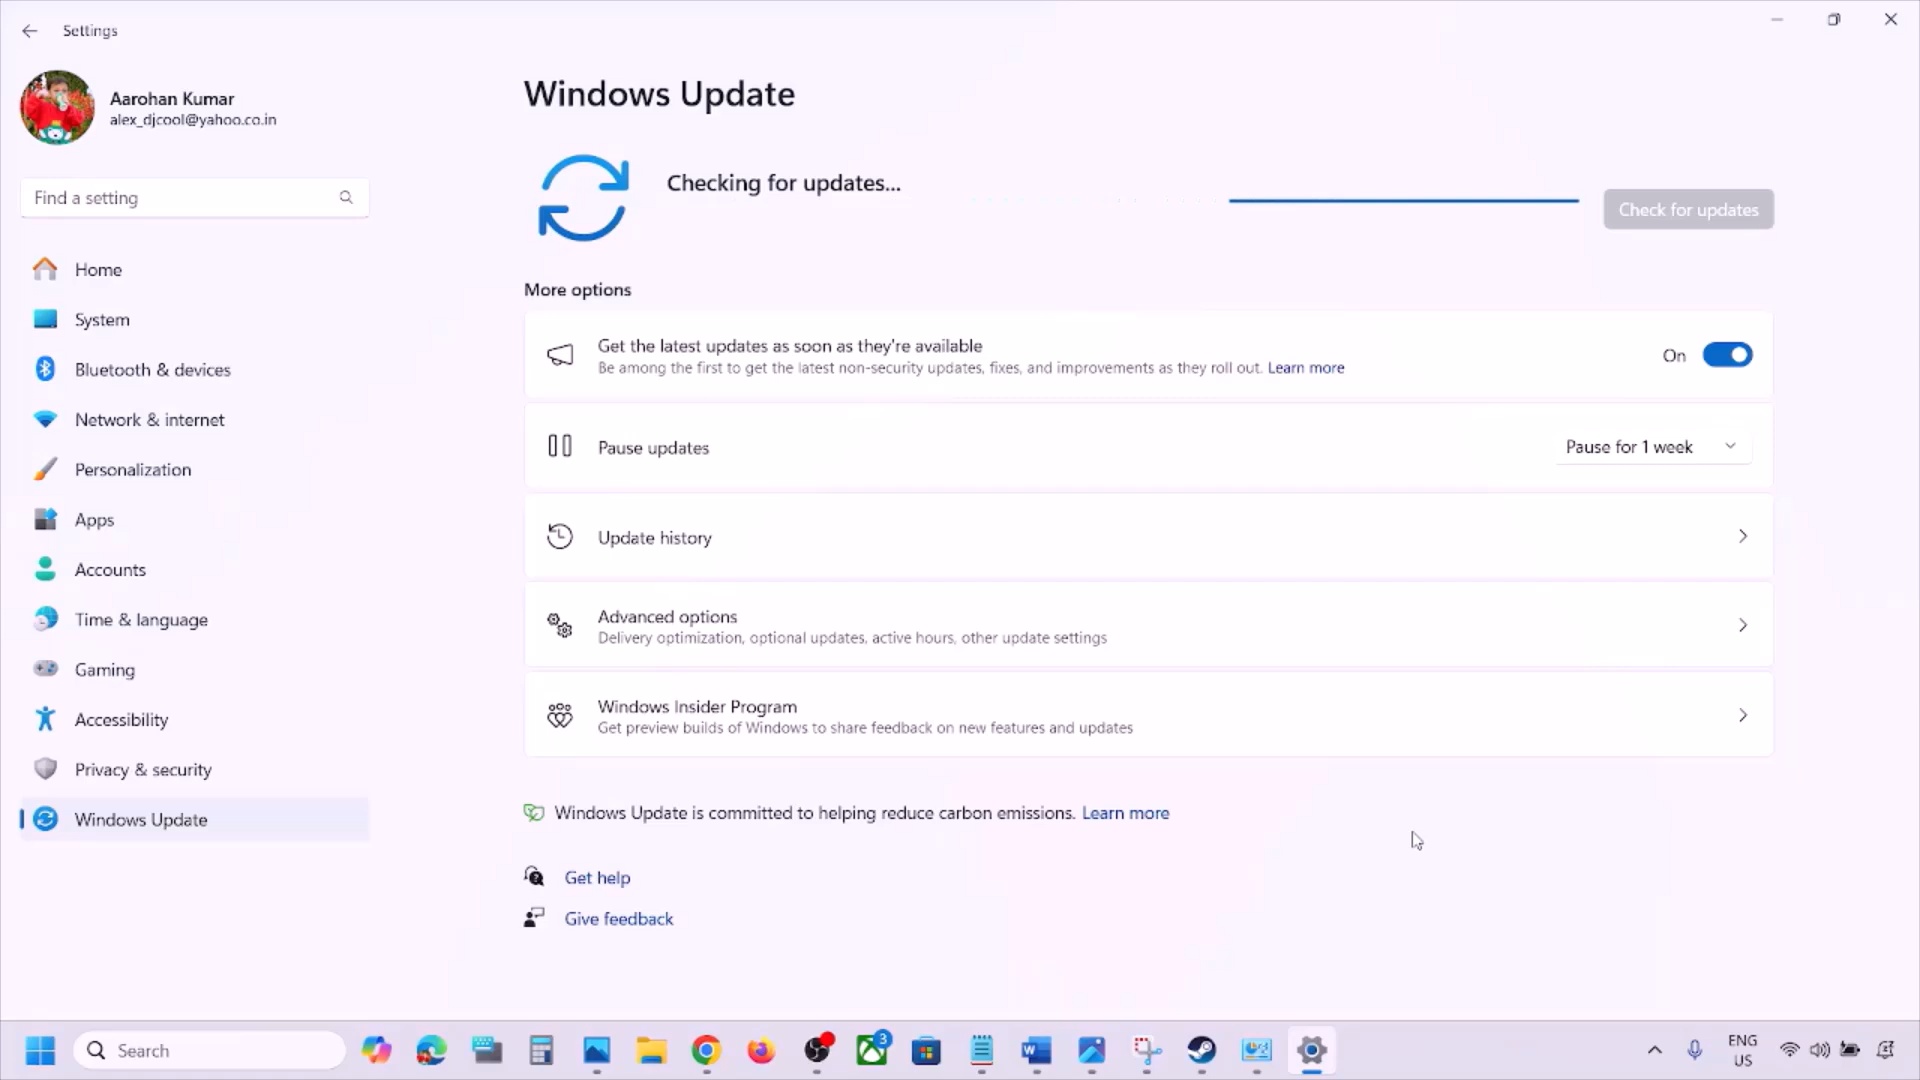 Settings
Aarohan Kumar
alex_djcool@yahoo.co.in
Find a setting
Home
System
Bluetooth & devices
Network & internet
Personalization
Apps
Accounts
Time & language
Gaming
Accessibility
Privacy & security
Windows Update
Windows Update
Checking for updates...
Check for updates
More options
Get the latest updates as soon as they're available
Be among the first to get the latest non-security updates, fixes, and improvements as they roll out. Learn more
On
Pause updates
Pause for 1 week
Update history
Advanced options
Delivery optimization, optional updates, active hours, other update settings
Windows Insider Program
Get preview builds of Windows to share feedback on new features and updates
Windows Update is committed to helping reduce carbon emissions. Learn more
Get help
Give feedback
Search
3
ENG
US